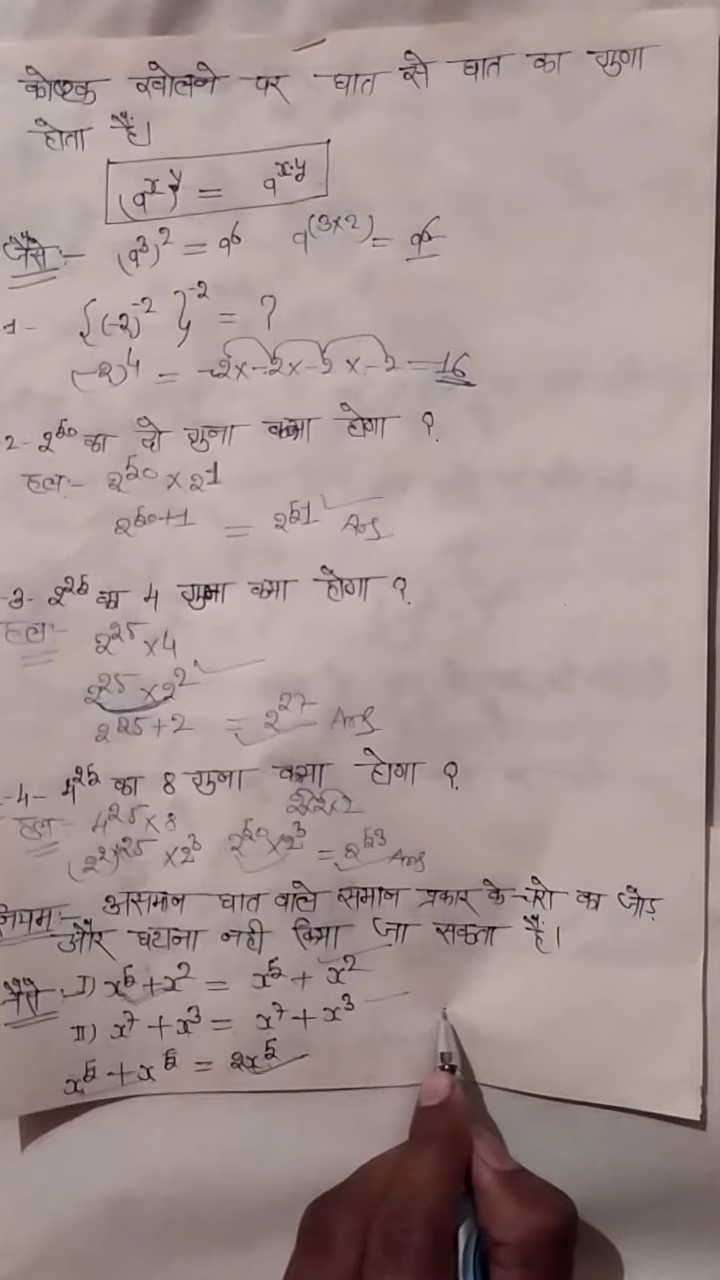 कोष्टक खोलने पर घात से घात का गुणा
होता हैं।
(a^x)^y = a^x·y
जैसे:- (a³)² = a⁶ a^(3×2) = a⁶
1- {(-2)⁻²}⁻² = ?
(-2)⁴ = -2×-2×-2×-2 = 16
2- 2⁵⁰ का दो गुना क्या होगा ?
हल:- 2⁵⁰ × 2¹
2⁵⁰⁺¹ = 2⁵¹ Ans
-3- 2²⁵ का 4 गुना क्या होगा ?
हल:- 2²⁵ × 4
2²⁵ × 2²
2²⁵⁺² = 2²⁷ Ans
-4- 4²⁵ का 8 गुना क्या होगा ?
हल:- 4²⁵ × 8
(2²)²⁵ × 2³ 2⁵⁰ × 2³ = 2⁵³ Ans
नियम:- असमान घात वाले समान प्रकार के चरो का जोड़
और घटाना नही किया जा सकता हैं।
जैसे I) x⁵ + x² = x⁵ + x²
II) x⁷ + x³ = x⁷ + x³
x⁵ + x⁵ = 2x⁵